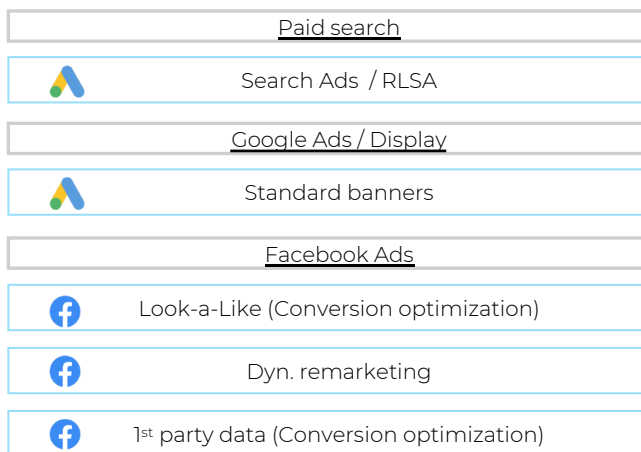 Paid search
Search Ads / RLSA
Google Ads / Display
Standard banners
Facebook Ads
Look-a-Like (Conversion optimization)
Dyn. remarketing
1st party data (Conversion optimization)